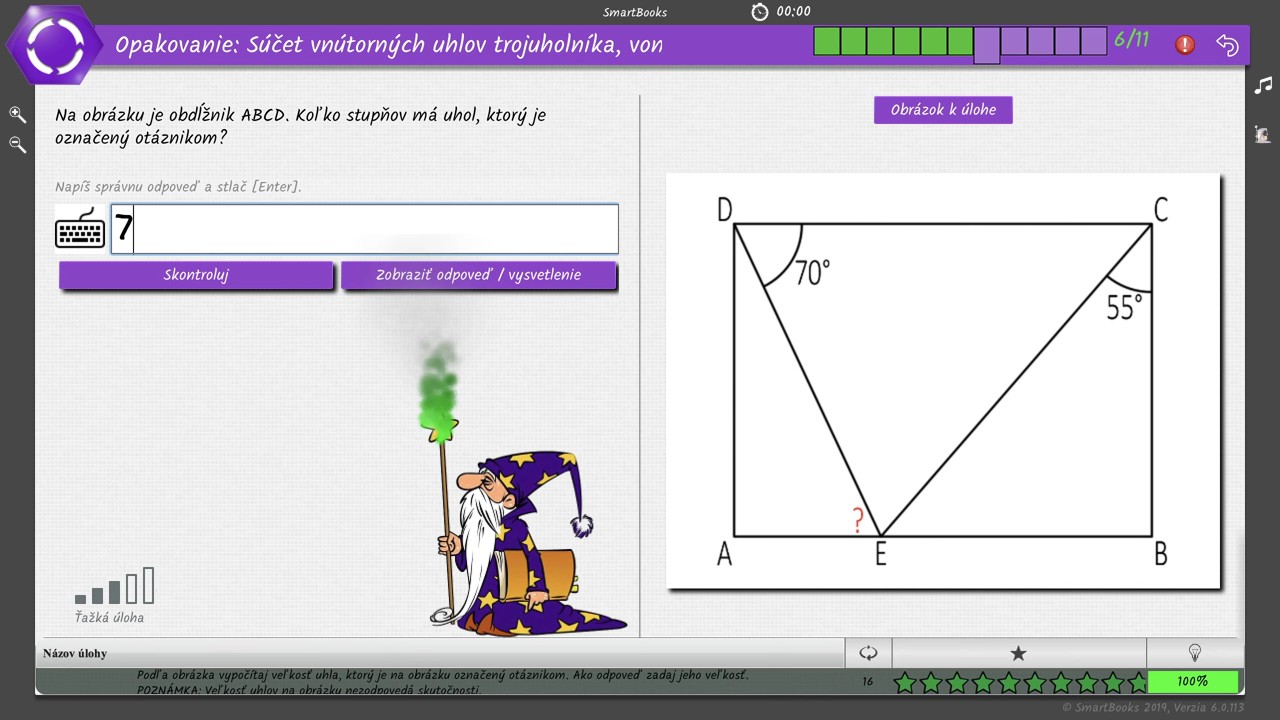 SmartBooks
00:00
Opakovanie: Súčet vnútorných uhlov trojuholníka, von
6/11
Na obrázku je obdĺžnik ABCD. Koľko stupňov má uhol, ktorý je
označený otáznikom?
Napíš správnu odpoveď a stlač [Enter].
7
Skontroluj
Zobraziť odpoveď / vysvetlenie
Ťažká úloha
Obrázok k úlohe
D
C
70°
55°
?
A
E
B
Názov úlohy
Podľa obrázka vypočítaj veľkosť uhla, ktorý je na obrázku označený otáznikom. Ako odpoveď zadaj jeho veľkosť.
POZNÁMKA: Veľkosť uhlov na obrázku nezodpovedá skutočnosti.
16
100%
© SmartBooks 2019, Verzia 6.0.113